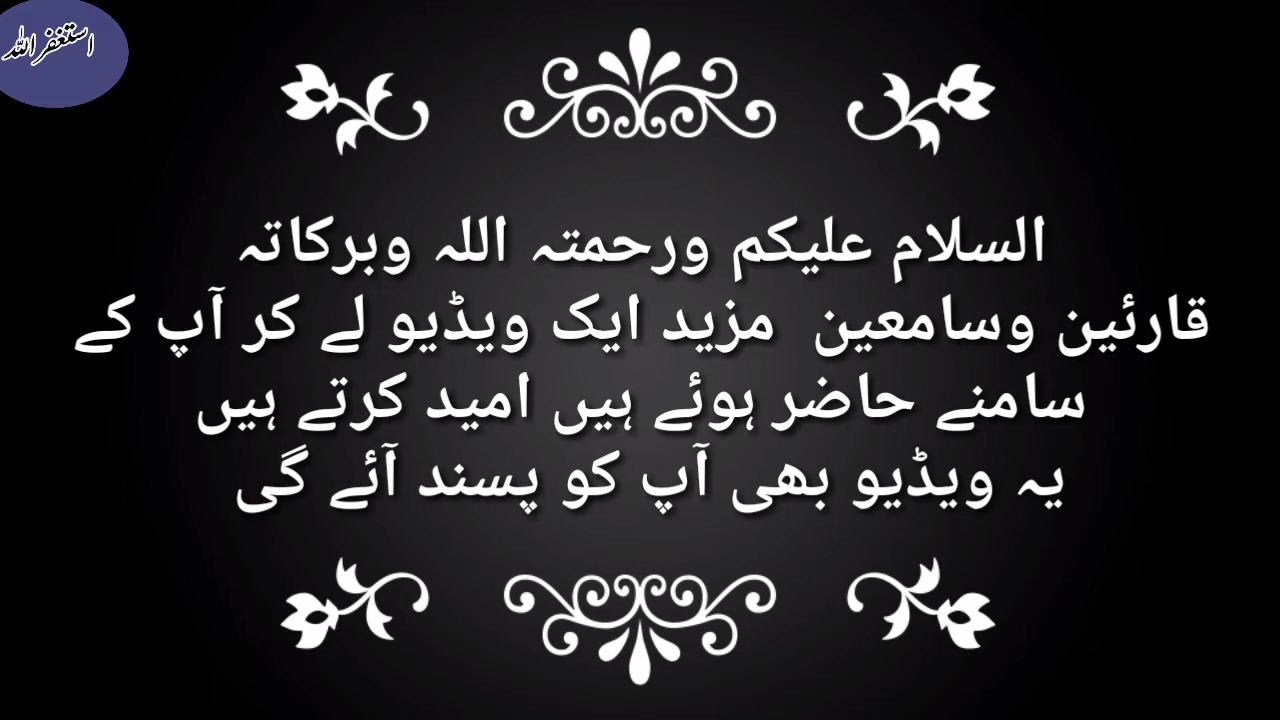 استغفر اللہ
السلام علیکم ورحمتہ اللہ وبرکاتہ
قارئین وسامعین مزید ایک ویڈیو لے کر آپ کے
سامنے حاضر ہوئے ہیں امید کرتے ہیں
یہ ویڈیو بھی آپ کو پسند آئے گی